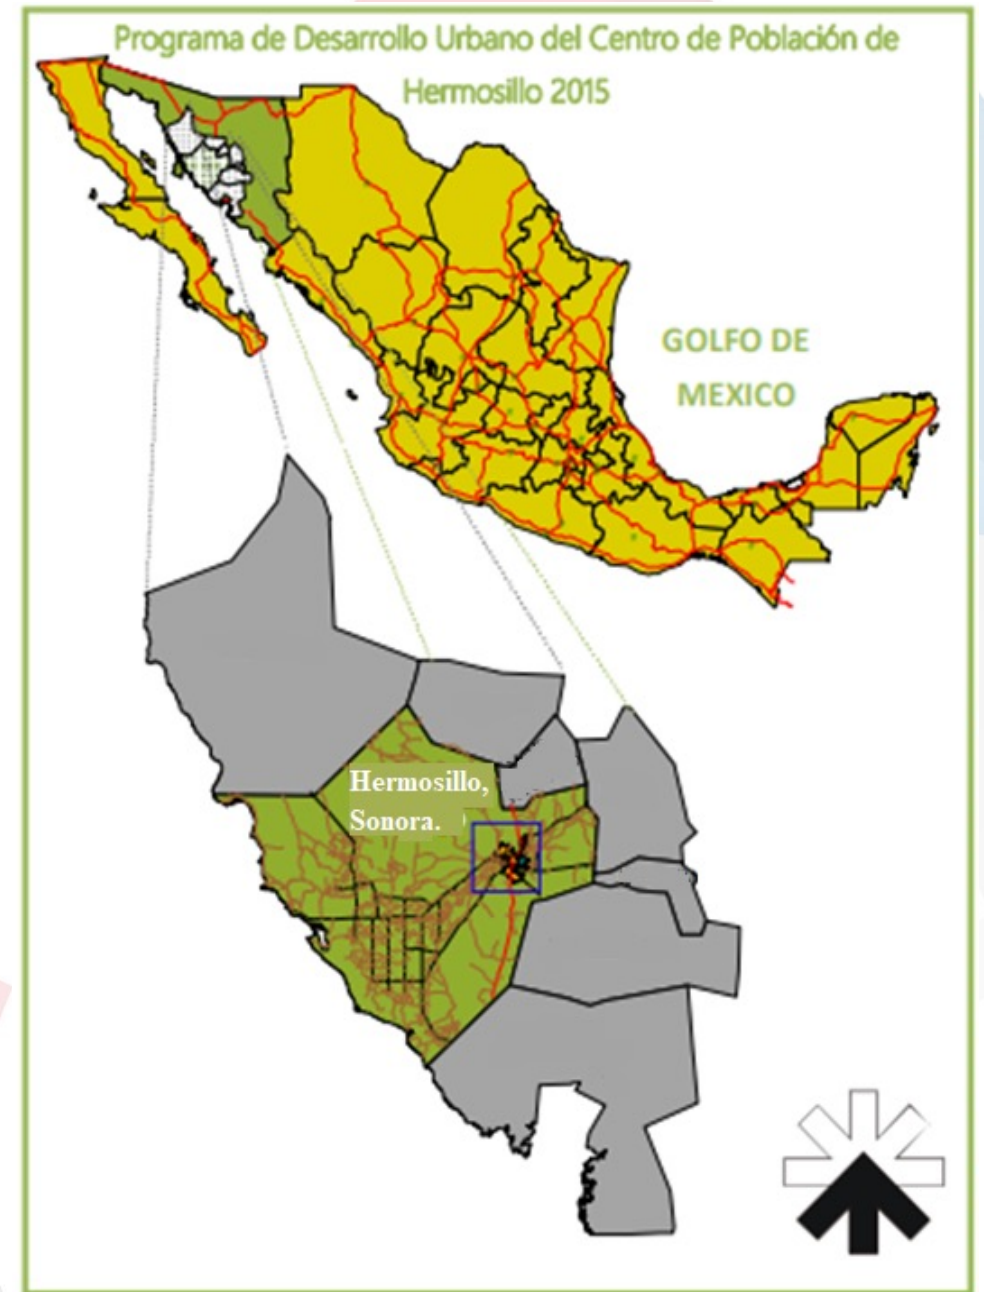 Programa de Desarrollo Urbano del Centro de Población de
Hermosillo 2015
GOLFO DE
MEXICO
Hermosillo,
Sonora.